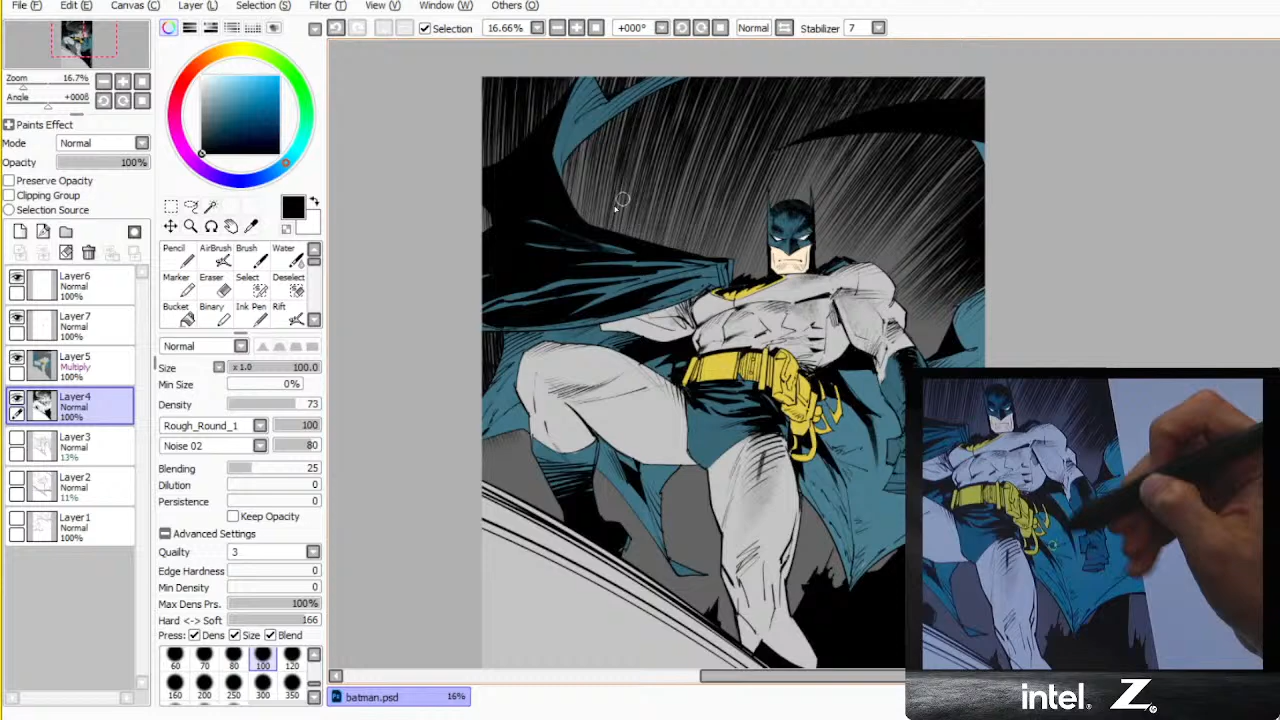 File (F) Edit (E) Canvas (C) Layer (L) Selection (S) Filter (T) View (V) Window (W) Others (O)
Selection 16.66% +000° Normal Stabilizer 7
Zoom 16.7%
Angle +0008
Paints Effect
Mode Normal
Opacity 100%
Preserve Opacity
Clipping Group
Selection Source
Layer6
Normal
100%
Layer7
Normal
100%
Layer5
Multiply
100%
Layer4
Normal
100%
Layer3
Normal
13%
Layer2
Normal
11%
Layer1
Normal
100%
Pencil AirBrush Brush Water
Marker Eraser Select Deselect
Bucket Binary Ink Pen Rift
Normal
Size x 1.0 100.0
Min Size 0%
Density 73
Rough_Round_1 100
Noise 02 80
Blending 25
Dilution 0
Persistence 0
Keep Opacity
Advanced Settings
Quality 3
Edge Hardness 0
Min Density 0
Max Dens Prs. 100%
Hard <-> Soft 166
Press: Dens Size Blend
60 70 80 100 120
160 200 250 300 350
batman.psd 16%
intel. Z